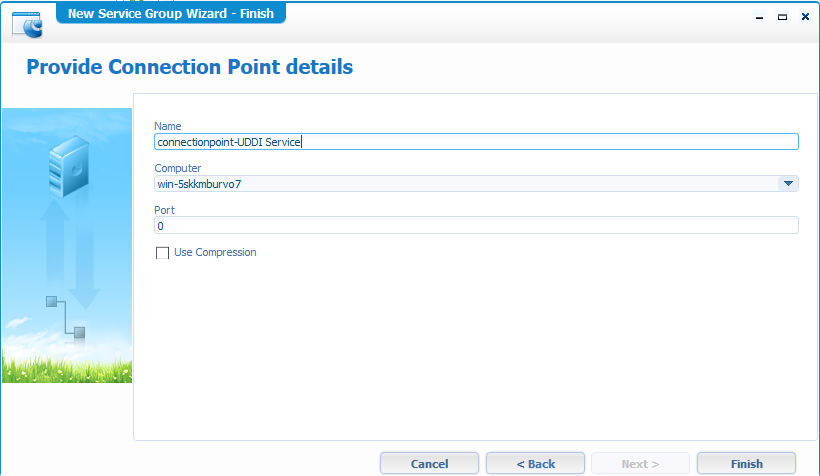 New Service Group Wizard - Finish
Provide Connection Point details
Name
connectionpoint-UDDI Service
Computer
win-5skkmburvo7
Port
0
Use Compression
Cancel
< Back
Next >
Finish